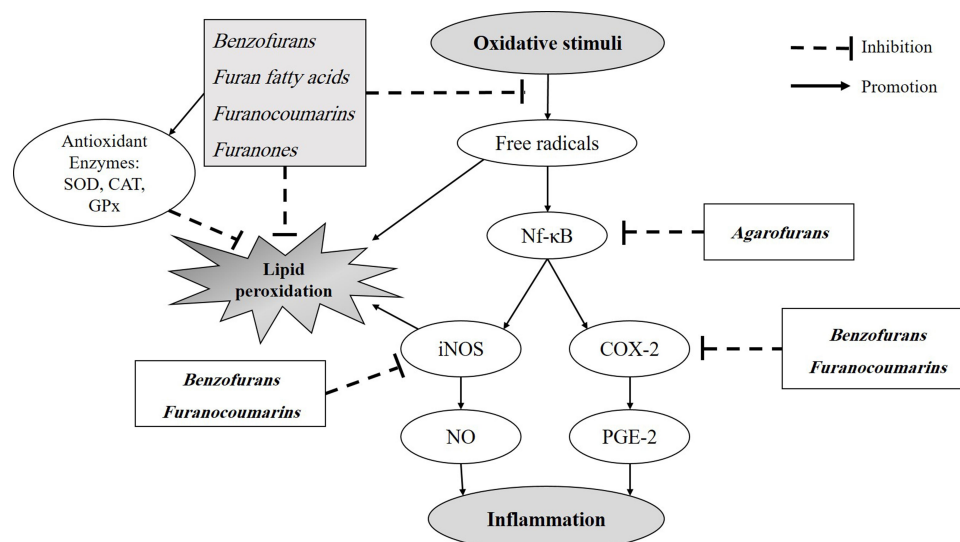 Benzofurans
Furan fatty acids
Furanocoumarins
Furanones
Oxidative stimuli
Inhibition
Promotion
Antioxidant
Enzymes:
SOD, CAT,
GPx
Free radicals
Nf-κB
Agarofurans
Lipid
peroxidation
iNOS
COX-2
Benzofurans
Furanocoumarins
Benzofurans
Furanocoumarins
NO
PGE-2
Inflammation